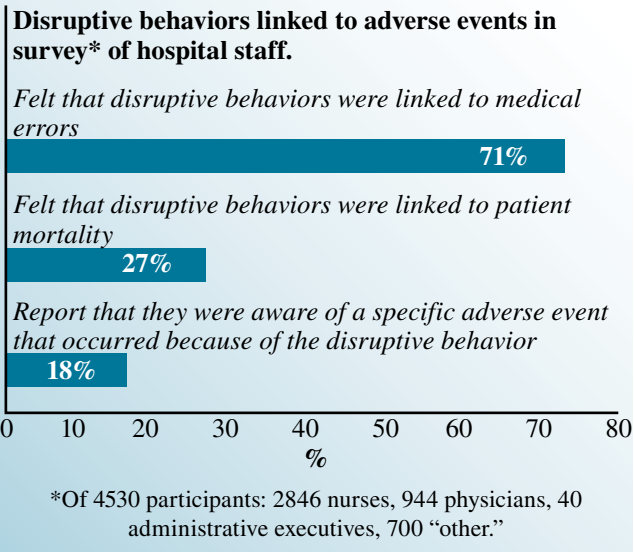 Disruptive behaviors linked to adverse events in
survey* of hospital staff.
Felt that disruptive behaviors were linked to medical
errors
71%
Felt that disruptive behaviors were linked to patient
mortality
27%
Report that they were aware of a specific adverse event
that occurred because of the disruptive behavior
18%
0 10 20 30 40 50 60 70 80
%
*Of 4530 participants: 2846 nurses, 944 physicians, 40
administrative executives, 700 “other.”